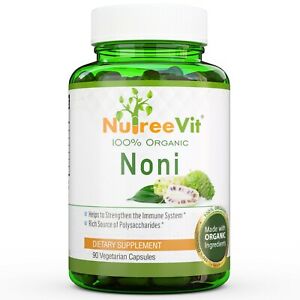 NutreeVit®
100% ORGANIC
Noni
Helps to Strengthen the Immune System*
Rich Source of Polysaccharides*
Made with
ORGANIC
Ingredients
DIETARY SUPPLEMENT
90 Vegetarian Capsules